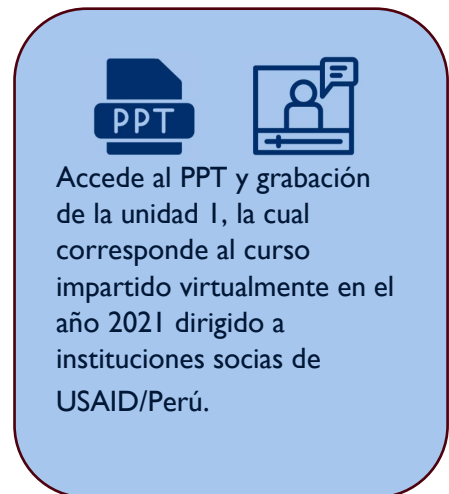 PPT
Accede al PPT y grabación
de la unidad 1, la cual
corresponde al curso
impartido virtualmente en el
año 2021 dirigido a
instituciones socias de
USAID/Perú.